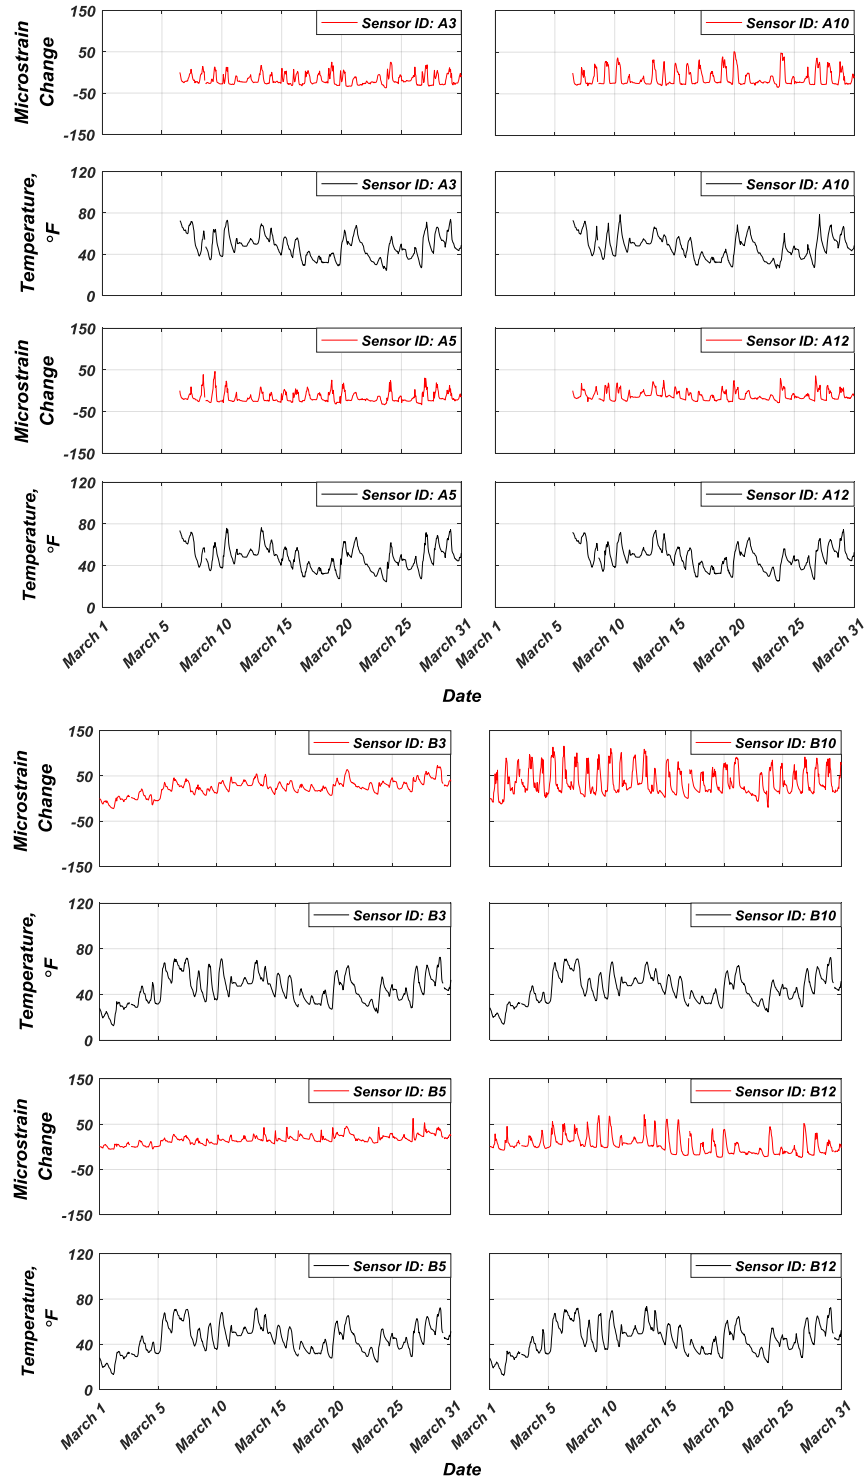 150
50
-50
-150
Microstrain
Change
Sensor ID: A3
Sensor ID: A10
120
80
40
0
Temperature,
°F
Sensor ID: A3
Sensor ID: A10
150
50
-50
-150
Microstrain
Change
Sensor ID: A5
Sensor ID: A12
120
80
40
0
Temperature,
°F
Sensor ID: A5
Sensor ID: A12
March 1
March 5
March 10
March 15
March 20
March 25
March 31
March 1
March 5
March 10
March 15
March 20
March 25
March 31
Date
150
50
-50
-150
Microstrain
Change
Sensor ID: B3
Sensor ID: B10
120
80
40
0
Temperature,
°F
Sensor ID: B3
Sensor ID: B10
150
50
-50
-150
Microstrain
Change
Sensor ID: B5
Sensor ID: B12
120
80
40
0
Temperature,
°F
Sensor ID: B5
Sensor ID: B12
March 1
March 5
March 10
March 15
March 20
March 25
March 31
March 1
March 5
March 10
March 15
March 20
March 25
March 31
Date